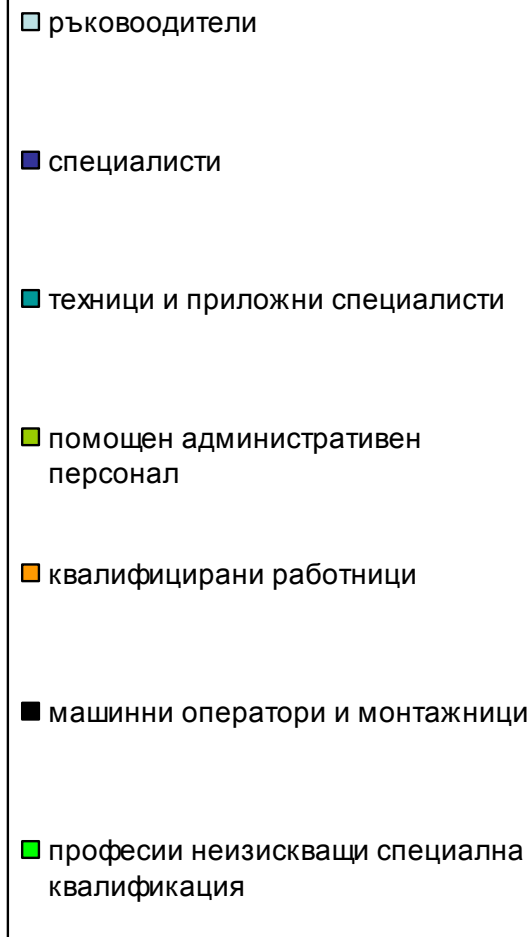 ръковоодители
специалисти
техници и приложни специалисти
помощен административен
персонал
квалифицирани работници
машинни оператори и монтажници
професии неизискващи специална
квалификация